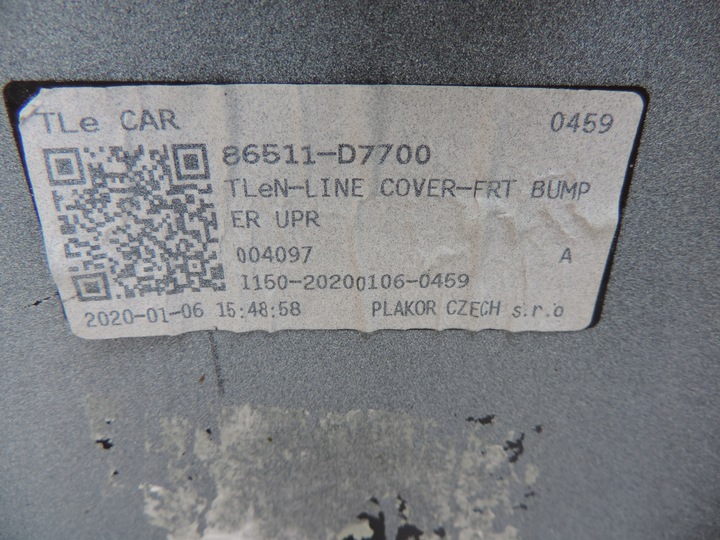 TLe CAR 0459
86511-D7700
TLeN-LINE COVER-FRT BUMP
ER UPR
004097 A
I150-20200106-0459
2020-01-06 15:48:58 PLAKOR CZECH s.r.o